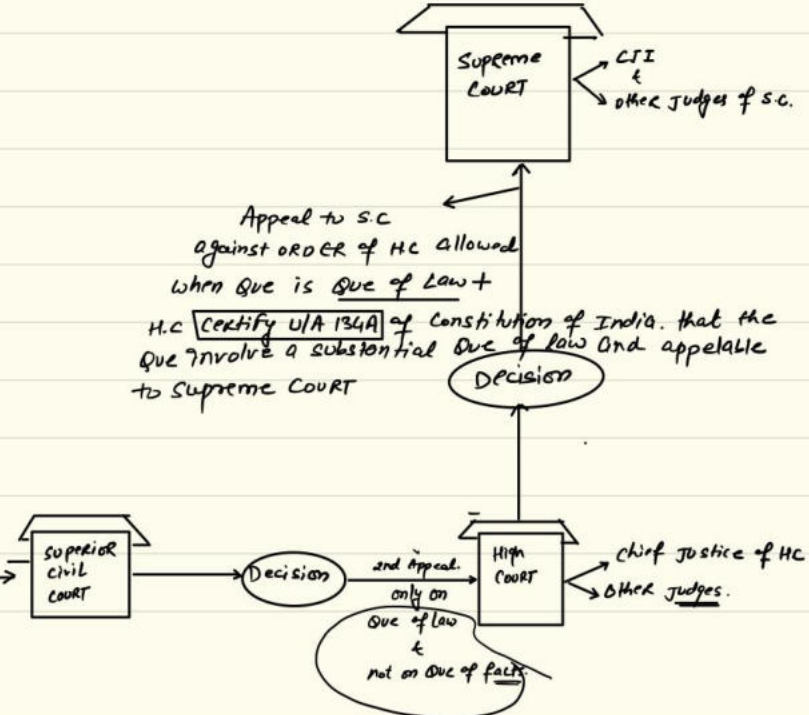 Supreme
COURT
CJI
&
other Judges of S.C.
Appeal to S.C
against ORDER of HC allowed
when Que is Que of Law +
H.C Certify U/A 134A of Constitution of India. that the
Que involve a substantial Que of law and appelable
to Supreme COURT
Decision
Superior
Civil
COURT
Decision
2nd Appeal.
only on
Que of law
&
not on Que of facts.
High
COURT
Chief Justice of HC
Other Judges.